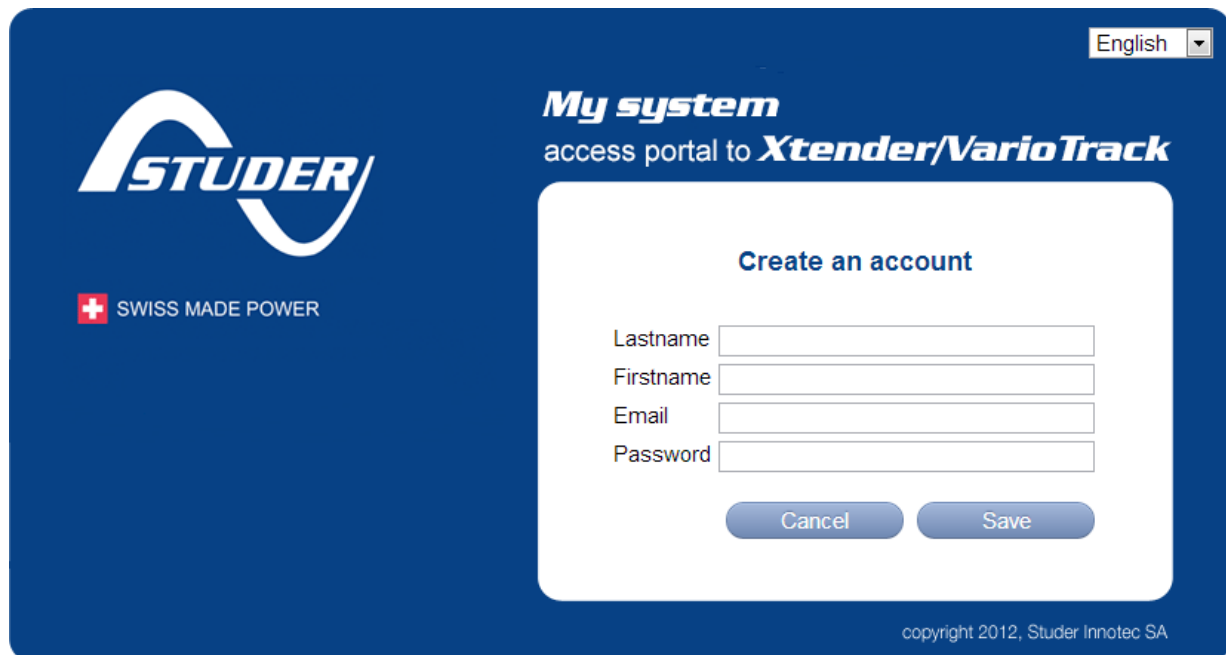 English
STUDER
SWISS MADE POWER
My system
access portal to Xtender/VarioTrack
Create an account
Lastname
Firstname
Email
Password
Cancel
Save
copyright 2012, Studer Innotec SA